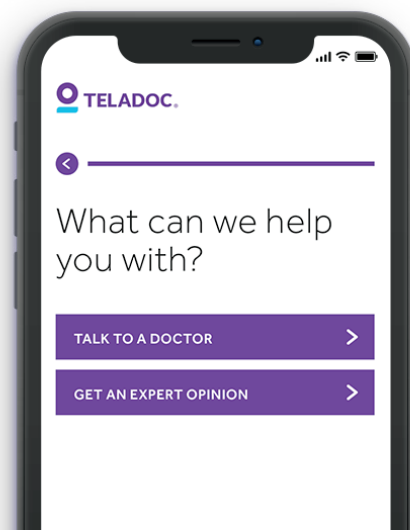 TELADOC®
What can we help
you with?
TALK TO A DOCTOR
GET AN EXPERT OPINION